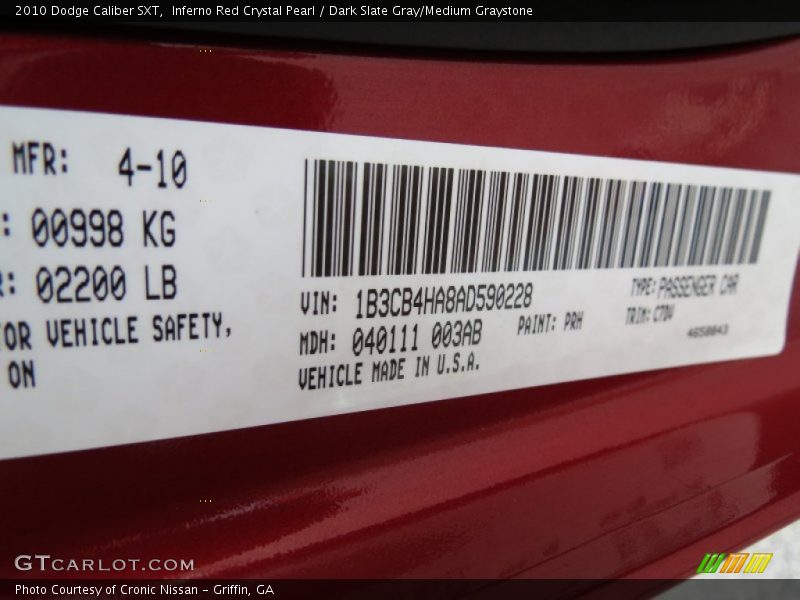 2010 Dodge Caliber SXT,  Inferno Red Crystal Pearl / Dark Slate Gray/Medium Graystone
MFR: 4-10
: 00998 KG
R: 02200 LB
OR VEHICLE SAFETY,
ON
VIN: 1B3CB4HA8AD590228
TYPE: PASSENGER CAR
MDH: 040111 003AB
PAINT: PRH
TRIM: C7DV
VEHICLE MADE IN U.S.A.
GTCARLOT.COM
Photo Courtesy of Cronic Nissan - Griffin, GA